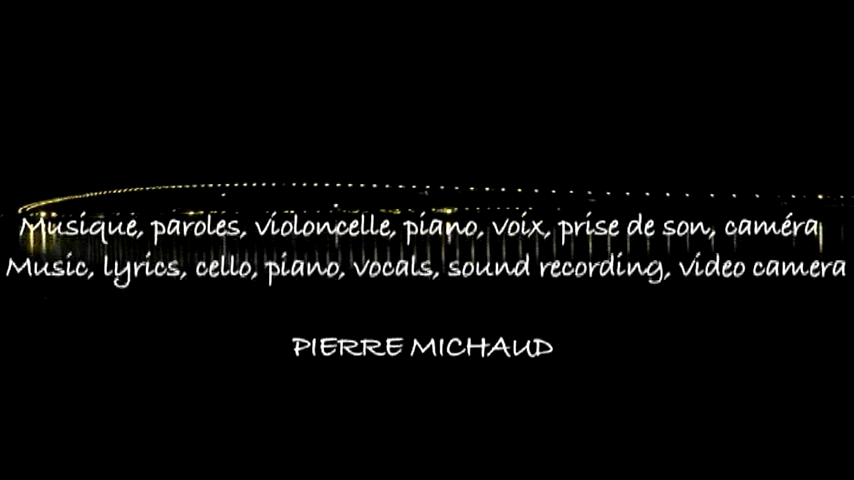 Musique, paroles, violoncelle, piano, voix, prise de son, caméra
Music, lyrics, cello, piano, vocals, sound recording, video camera
PIERRE MICHAUD